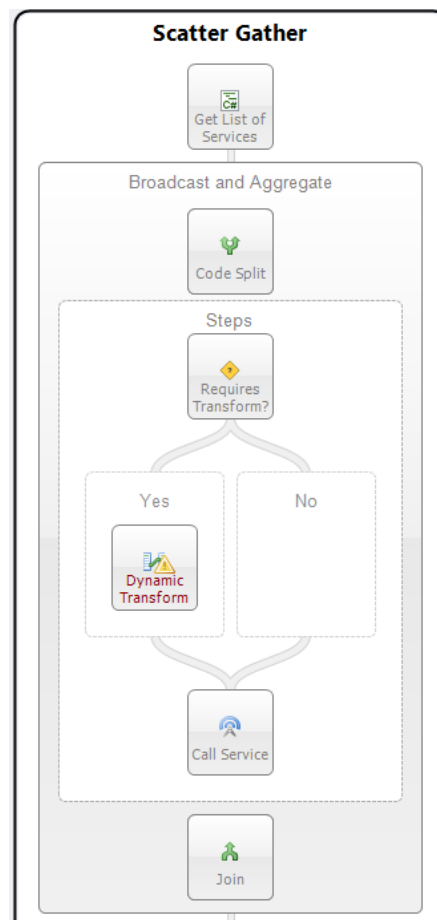 Scatter Gather
C#
Get List of
Services
Broadcast and Aggregate
Code Split
Steps
?
Requires
Transform?
Yes
No
Dynamic
Transform
Call Service
Join